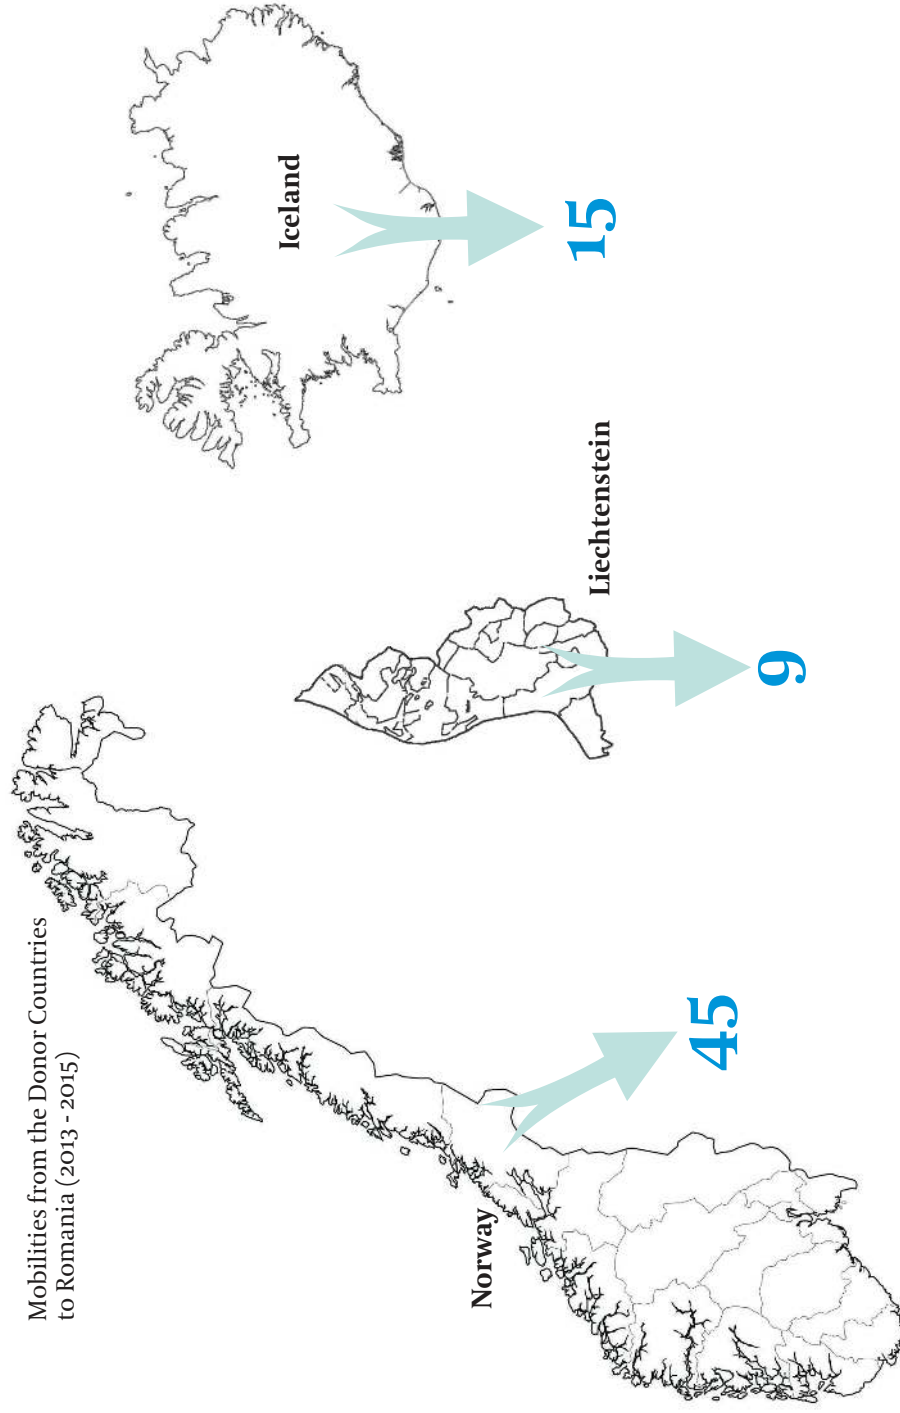 Mobilities from the Donor Countries
to Romania (2013 - 2015)
Norway
45
Liechtenstein
9
Iceland
15